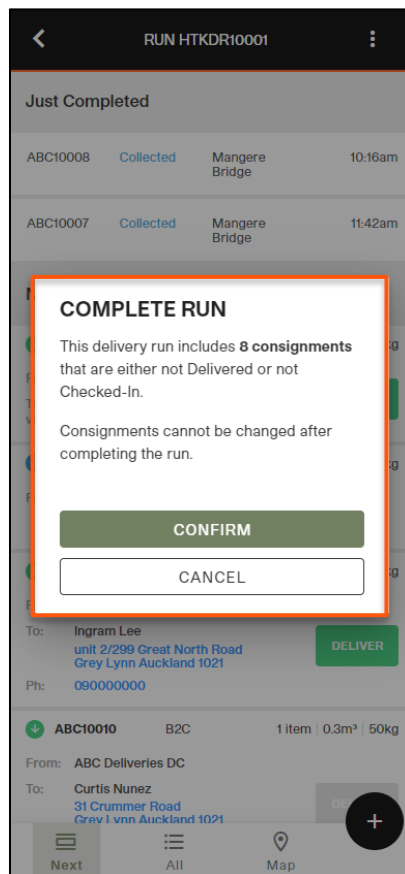 RUN HTKDR10001
Just Completed
ABC10008 Collected Mangere Bridge 10:16am
ABC10007 Collected Mangere Bridge 11:42am
COMPLETE RUN
This delivery run includes 8 consignments
that are either not Delivered or not
Checked-In.
Consignments cannot be changed after
completing the run.
CONFIRM
CANCEL
To: Ingram Lee
unit 2/299 Great North Road
Grey Lynn Auckland 1021
DELIVER
Ph: 090000000
ABC10010 B2C 1 item 0.3m³ 50kg
From: ABC Deliveries DC
To: Curtis Nunez
31 Crummer Road
Grey Lynn Auckland 1021
Next All Map